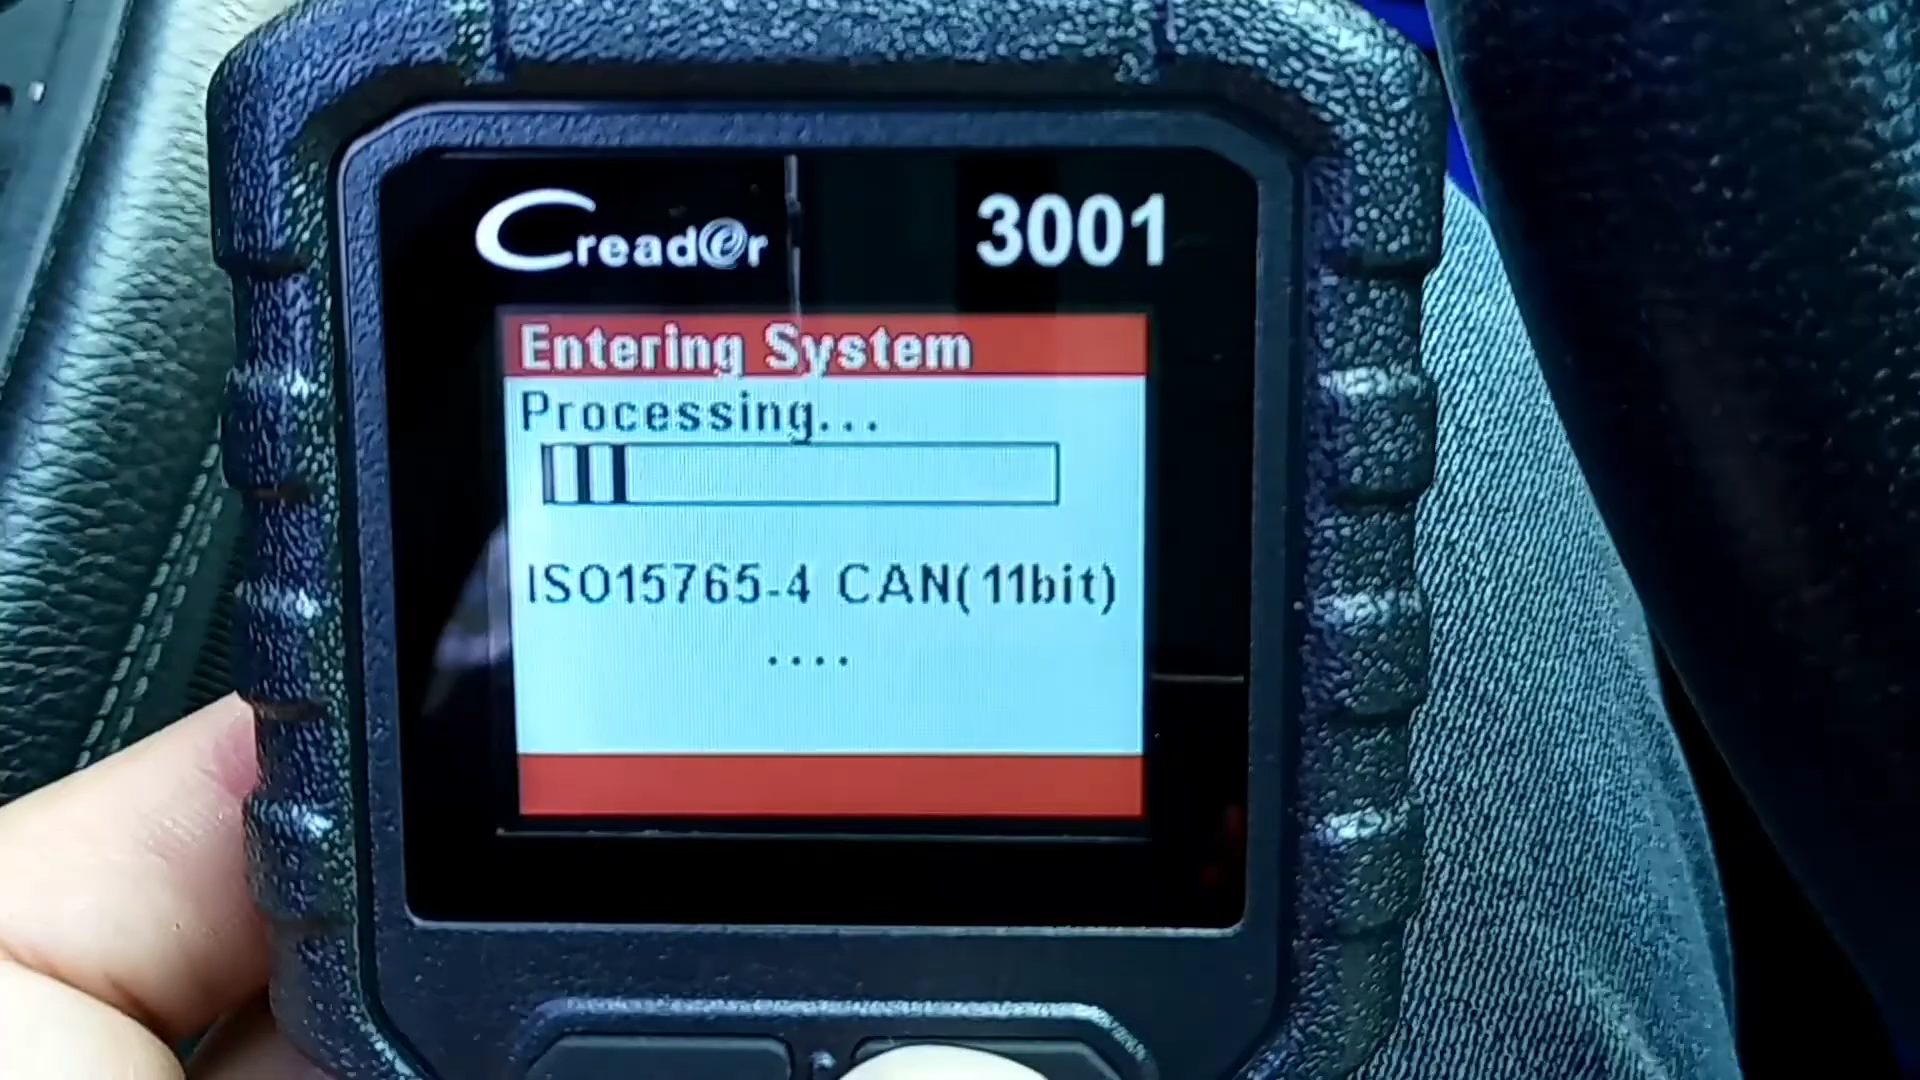 Creader 3001
Entering System
Processing...
ISO15765-4 CAN(11bit)
....